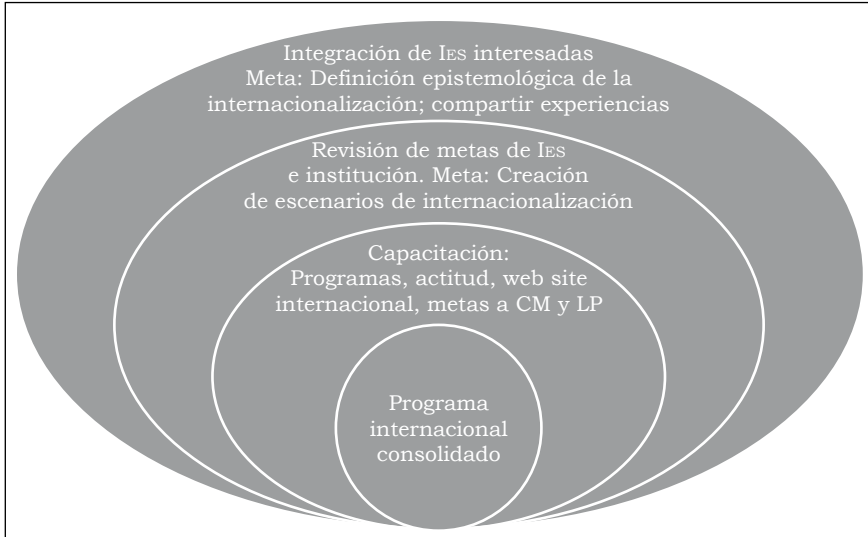 Integración de IES interesadas
Meta: Definición epistemológica de la
internacionalización; compartir experiencias
Revisión de metas de IES
e institución. Meta: Creación
de escenarios de internacionalización
Capacitación:
Programas, actitud, web site
internacional, metas a CM y LP
Programa
internacional
consolidado